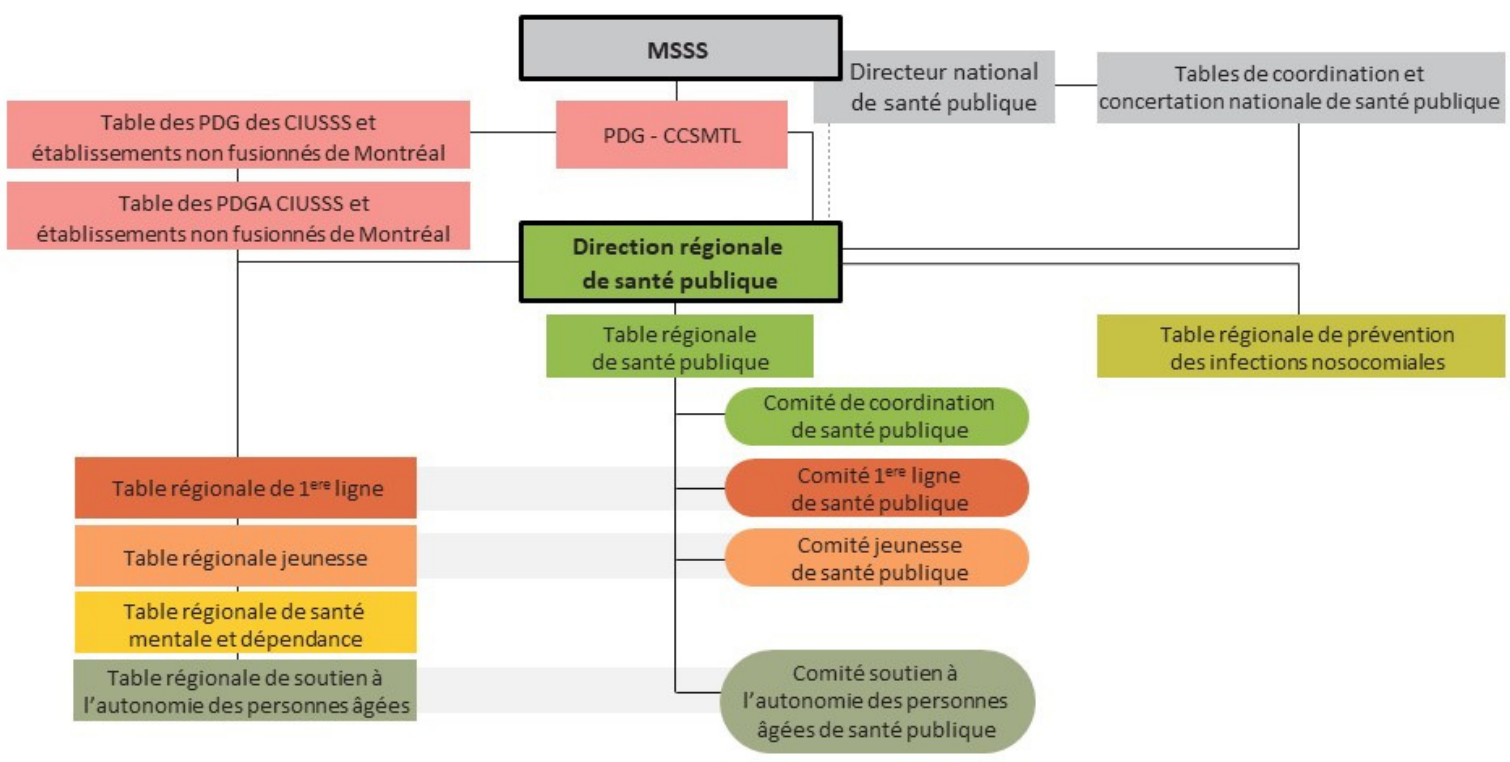 MSSS
Directeur national
de santé publique
Tables de coordination et
concertation nationale de santé publique
Table des PDG des CIUSSS et
établissements non fusionnés de Montréal
PDG - CCSMTL
Table des PDGA CIUSSS et
établissements non fusionnés de Montréal
Direction régionale
de santé publique
Table régionale
de santé publique
Table régionale de prévention
des infections nosocomiales
Comité de coordination
de santé publique
Table régionale de 1ere ligne
Comité 1ere ligne
de santé publique
Table régionale jeunesse
Comité jeunesse
de santé publique
Table régionale de santé
mentale et dépendance
Table régionale de soutien à
l'autonomie des personnes âgées
Comité soutien à
l'autonomie des personnes
âgées de santé publique